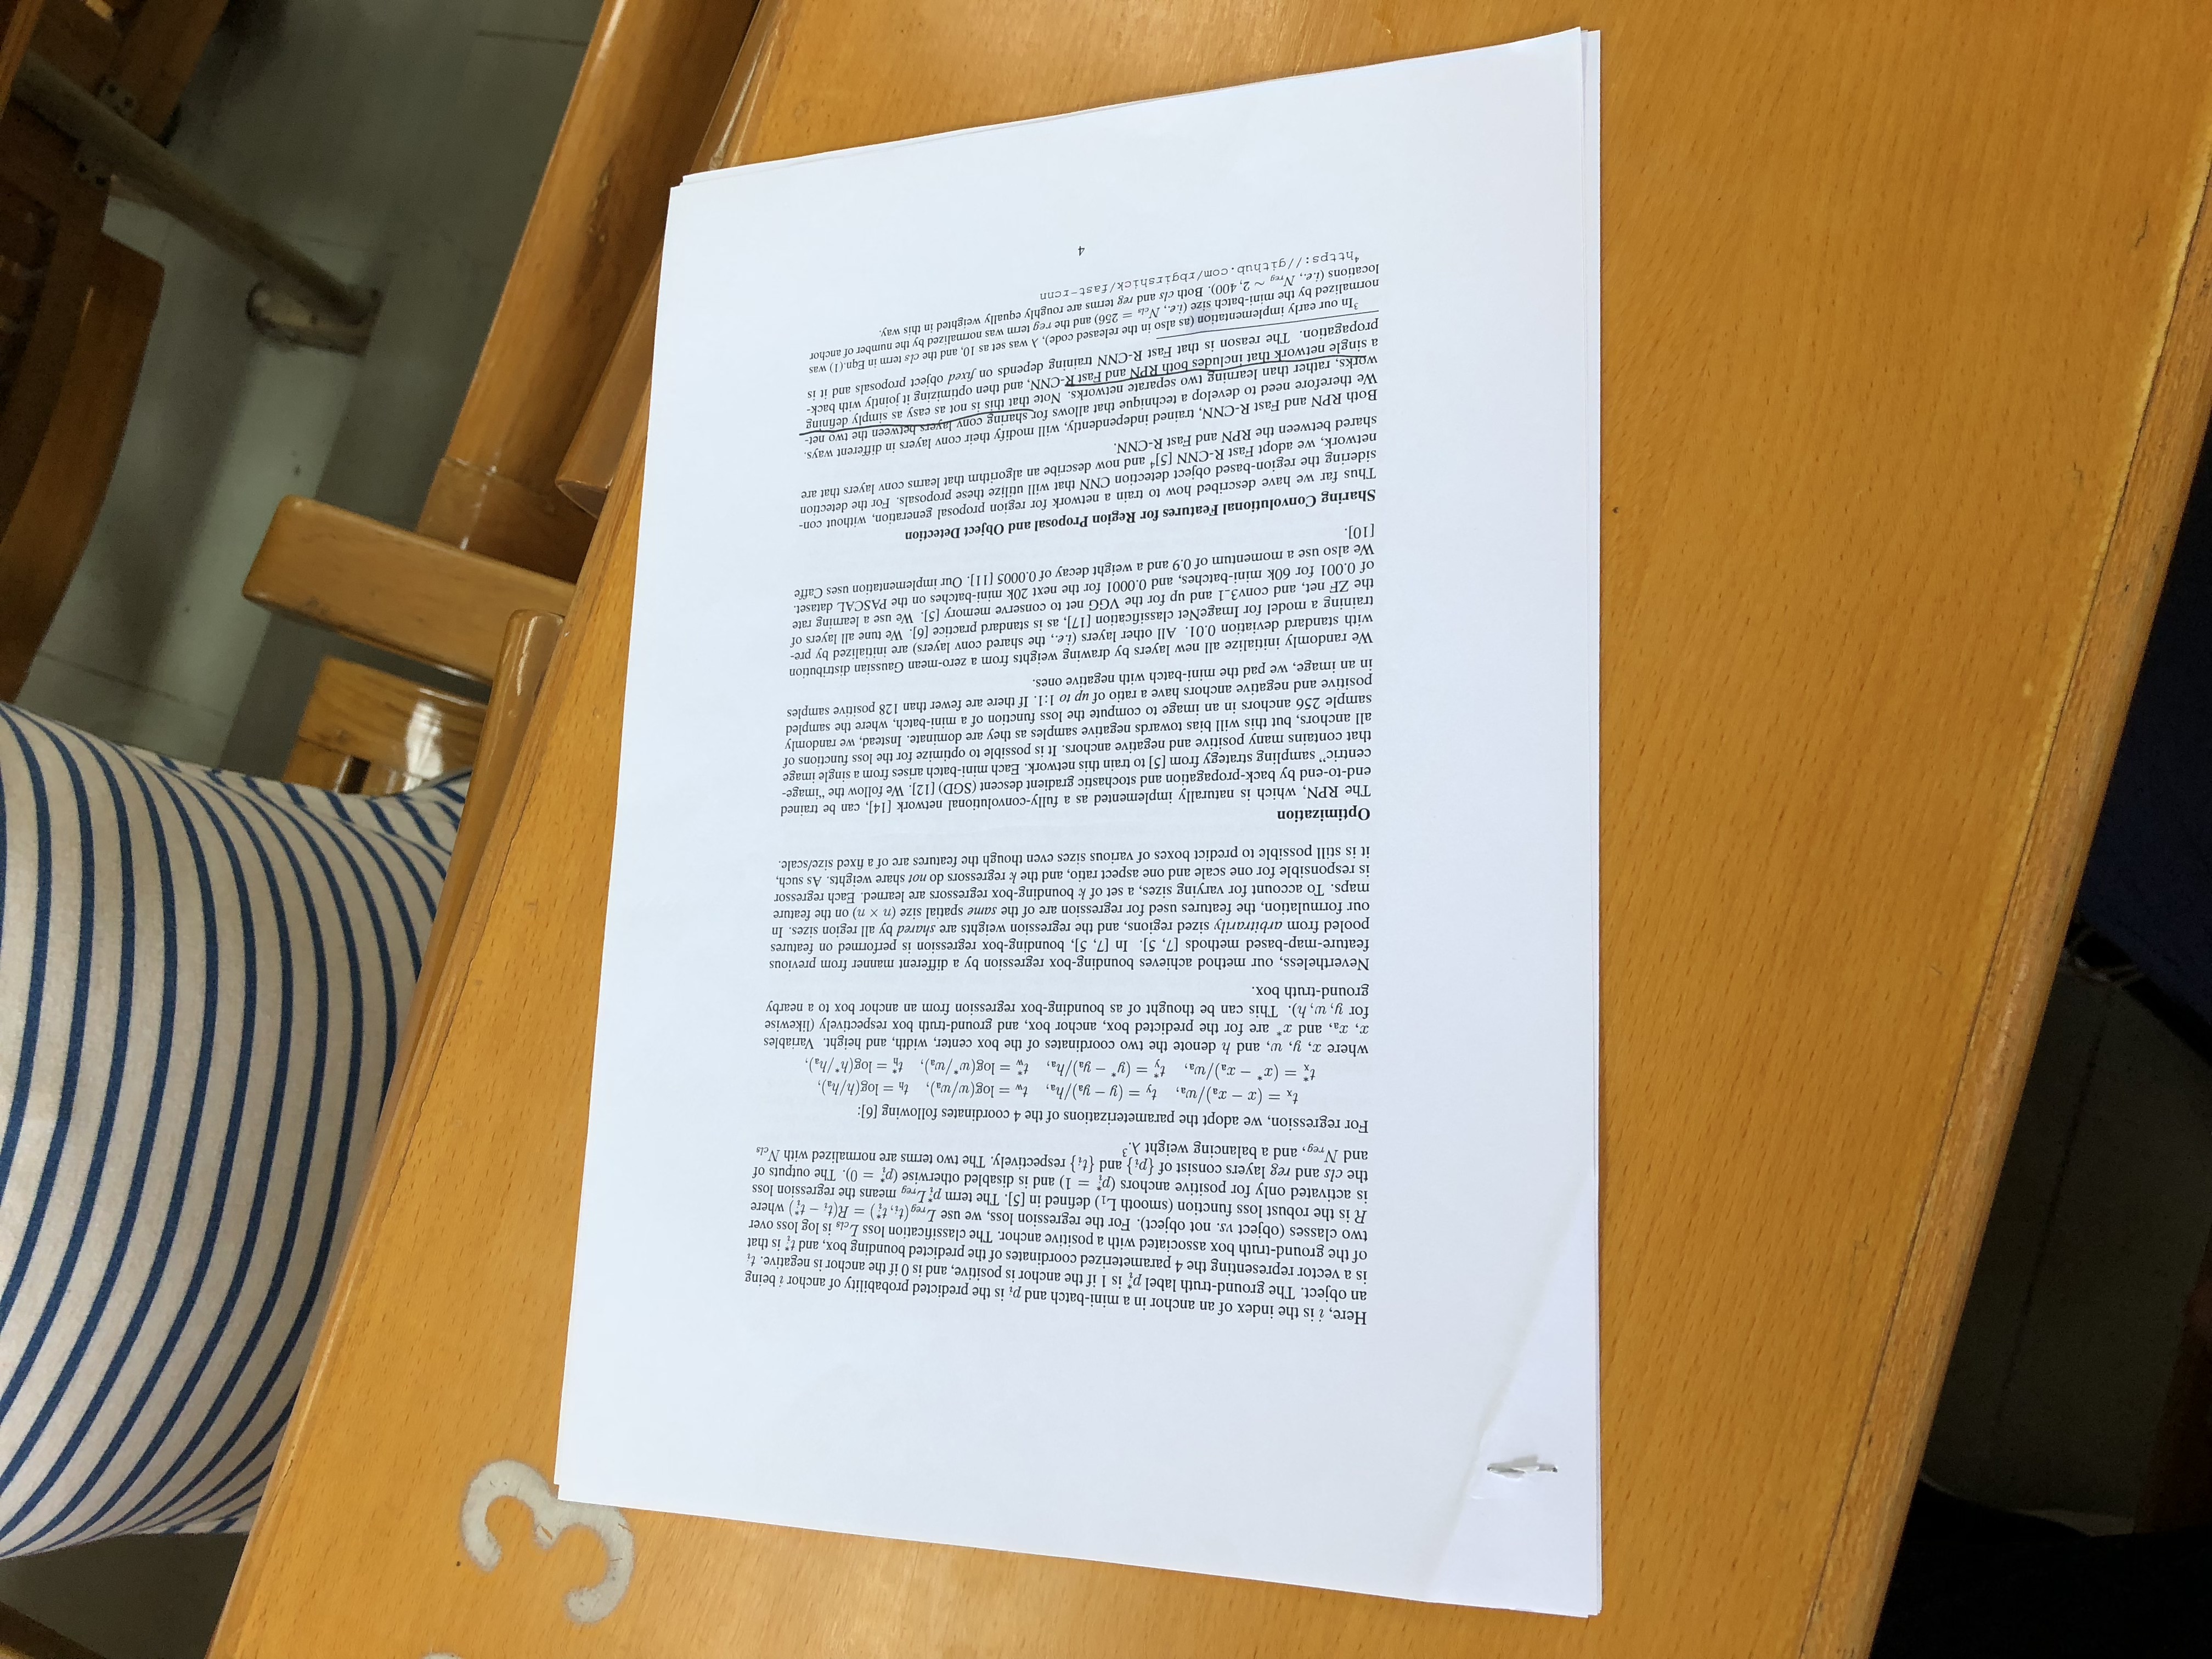 3
Here, i is the index of an anchor in a mini-batch and p_i is the predicted probability of anchor i being
an object. The ground-truth label p_i^* is 1 if the anchor is positive, and is 0 if the anchor is negative. t_i
is a vector representing the 4 parameterized coordinates of the predicted bounding box, and t_i^* is that
of the ground-truth box associated with a positive anchor. The classification loss L_cls is log loss over
two classes (object vs. not object). For the regression loss, we use L_reg(t_i, t_i^*) = R(t_i − t_i^*) where
R is the robust loss function (smooth L_1) defined in [5]. The term p_i^* L_reg means the regression loss
is activated only for positive anchors (p_i^* = 1) and is disabled otherwise (p_i^* = 0). The outputs of
the cls and reg layers consist of {p_i} and {t_i} respectively. The two terms are normalized with N_cls
and N_reg, and a balancing weight λ.³
For regression, we adopt the parameterizations of the 4 coordinates following [6]:
t_x = (x − x_a)/w_a, t_y = (y − y_a)/h_a, t_w = log(w/w_a), t_h = log(h/h_a),
t_x^* = (x^* − x_a)/w_a, t_y^* = (y^* − y_a)/h_a, t_w^* = log(w^*/w_a), t_h^* = log(h^*/h_a),
where x, y, w, and h denote the two coordinates of the box center, width, and height. Variables
x, x_a, and x^* are for the predicted box, anchor box, and ground-truth box respectively (likewise
for y, w, h). This can be thought of as bounding-box regression from an anchor box to a nearby
ground-truth box.
Nevertheless, our method achieves bounding-box regression by a different manner from previous
feature-map-based methods [7, 5]. In [7, 5], bounding-box regression is performed on features
pooled from arbitrarily sized regions, and the regression weights are shared by all region sizes. In
our formulation, the features used for regression are of the same spatial size (n × n) on the feature
maps. To account for varying sizes, a set of k bounding-box regressors are learned. Each regressor
is responsible for one scale and one aspect ratio, and the k regressors do not share weights. As such,
it is still possible to predict boxes of various sizes even though the features are of a fixed size/scale.
Optimization
The RPN, which is naturally implemented as a fully-convolutional network [14], can be trained
end-to-end by back-propagation and stochastic gradient descent (SGD) [12]. We follow the “image-
centric” sampling strategy from [5] to train this network. Each mini-batch arises from a single image
that contains many positive and negative anchors. It is possible to optimize for the loss functions of
all anchors, but this will bias towards negative samples as they are dominate. Instead, we randomly
sample 256 anchors in an image to compute the loss function of a mini-batch, where the sampled
positive and negative anchors have a ratio of up to 1:1. If there are fewer than 128 positive samples
in an image, we pad the mini-batch with negative ones.
We randomly initialize all new layers by drawing weights from a zero-mean Gaussian distribution
with standard deviation 0.01. All other layers (i.e., the shared conv layers) are initialized by pre-
training a model for ImageNet classification [17], as is standard practice [6]. We tune all layers of
the ZF net, and conv3_1 and up for the VGG net to conserve memory [5]. We use a learning rate
of 0.001 for 60k mini-batches, and 0.0001 for the next 20k mini-batches on the PASCAL dataset.
We also use a momentum of 0.9 and a weight decay of 0.0005 [11]. Our implementation uses Caffe
[10].
Sharing Convolutional Features for Region Proposal and Object Detection
Thus far we have described how to train a network for region proposal generation, without con-
sidering the region-based object detection CNN that will utilize these proposals. For the detection
network, we adopt Fast R-CNN [5]⁴ and now describe an algorithm that learns conv layers that are
shared between the RPN and Fast R-CNN.
Both RPN and Fast R-CNN, trained independently, will modify their conv layers in different ways.
We therefore need to develop a technique that allows for sharing conv layers between the two net-
works, rather than learning two separate networks. Note that this is not as easy as simply defining
a single network that includes both RPN and Fast R-CNN, and then optimizing it jointly with back-
propagation. The reason is that Fast R-CNN training depends on fixed object proposals and it is
³In our early implementation (as also in the released code), λ was set as 10, and the cls term in Eqn.(1) was
normalized by the mini-batch size (i.e., N_cls = 256) and the reg term was normalized by the number of anchor
locations (i.e., N_reg ∼ 2, 400). Both cls and reg terms are roughly equally weighted in this way.
⁴https://github.com/rbgirshick/fast-rcnn
4